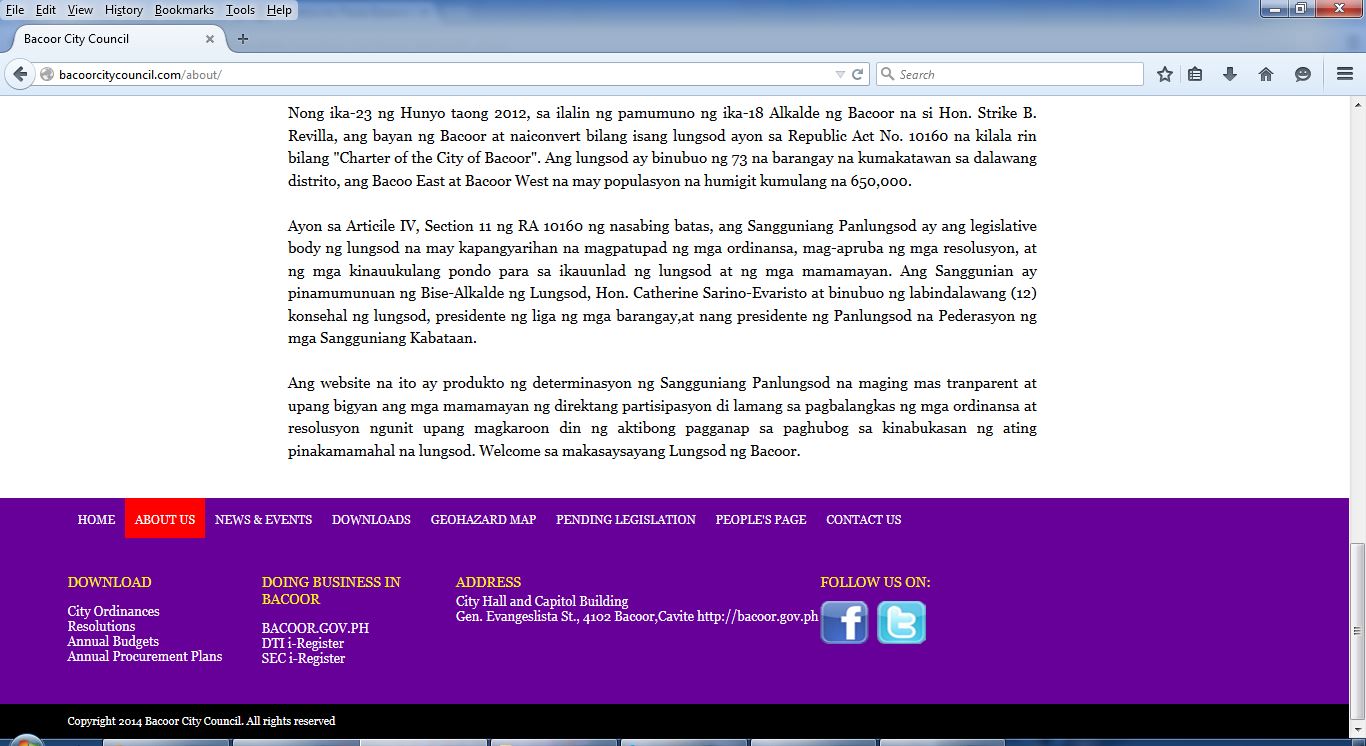 File Edit View History Bookmarks Tools Help
Bacoor City Council
bacoorcitycouncil.com/about/
Search
Nong ika-23 ng Hunyo taong 2012, sa ilalin ng pamumuno ng ika-18 Alkalde ng Bacoor na si Hon. Strike B.
Revilla, ang bayan ng Bacoor at naiconvert bilang isang lungsod ayon sa Republic Act No. 10160 na kilala rin
bilang "Charter of the City of Bacoor". Ang lungsod ay binubuo ng 73 na barangay na kumakatawan sa dalawang
distrito, ang Bacoo East at Bacoor West na may populasyon na humigit kumulang na 650,000.
Ayon sa Articile IV, Section 11 ng RA 10160 ng nasabing batas, ang Sangguniang Panlungsod ay ang legislative
body ng lungsod na may kapangyarihan na magpatupad ng mga ordinansa, mag-apruba ng mga resolusyon, at
ng mga kinauukulang pondo para sa ikauunlad ng lungsod at ng mga mamamayan. Ang Sanggunian ay
pinamumunuan ng Bise-Alkalde ng Lungsod, Hon. Catherine Sarino-Evaristo at binubuo ng labindalawang (12)
konsehal ng lungsod, presidente ng liga ng mga barangay,at nang presidente ng Panlungsod na Pederasyon ng
mga Sangguniang Kabataan.
Ang website na ito ay produkto ng determinasyon ng Sangguniang Panlungsod na maging mas tranparent at
upang bigyan ang mga mamamayan ng direktang partisipasyon di lamang sa pagbalangkas ng mga ordinansa at
resolusyon ngunit upang magkaroon din ng aktibong pagganap sa paghubog sa kinabukasan ng ating
pinakamamahal na lungsod. Welcome sa makasaysayang Lungsod ng Bacoor.
HOME ABOUT US NEWS & EVENTS DOWNLOADS GEOHAZARD MAP PENDING LEGISLATION PEOPLE'S PAGE CONTACT US
DOWNLOAD
City Ordinances
Resolutions
Annual Budgets
Annual Procurement Plans
DOING BUSINESS IN
BACOOR
BACOOR.GOV.PH
DTI i-Register
SEC i-Register
ADDRESS
City Hall and Capitol Building
Gen. Evangeslista St., 4102 Bacoor,Cavite http://bacoor.gov.ph
FOLLOW US ON:
Copyright 2014 Bacoor City Council. All rights reserved